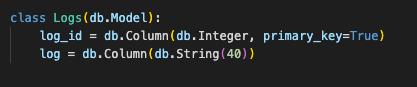 class Logs(db.Model):
    log_id = db.Column(db.Integer, primary_key=True)
    log = db.Column(db.String(40))